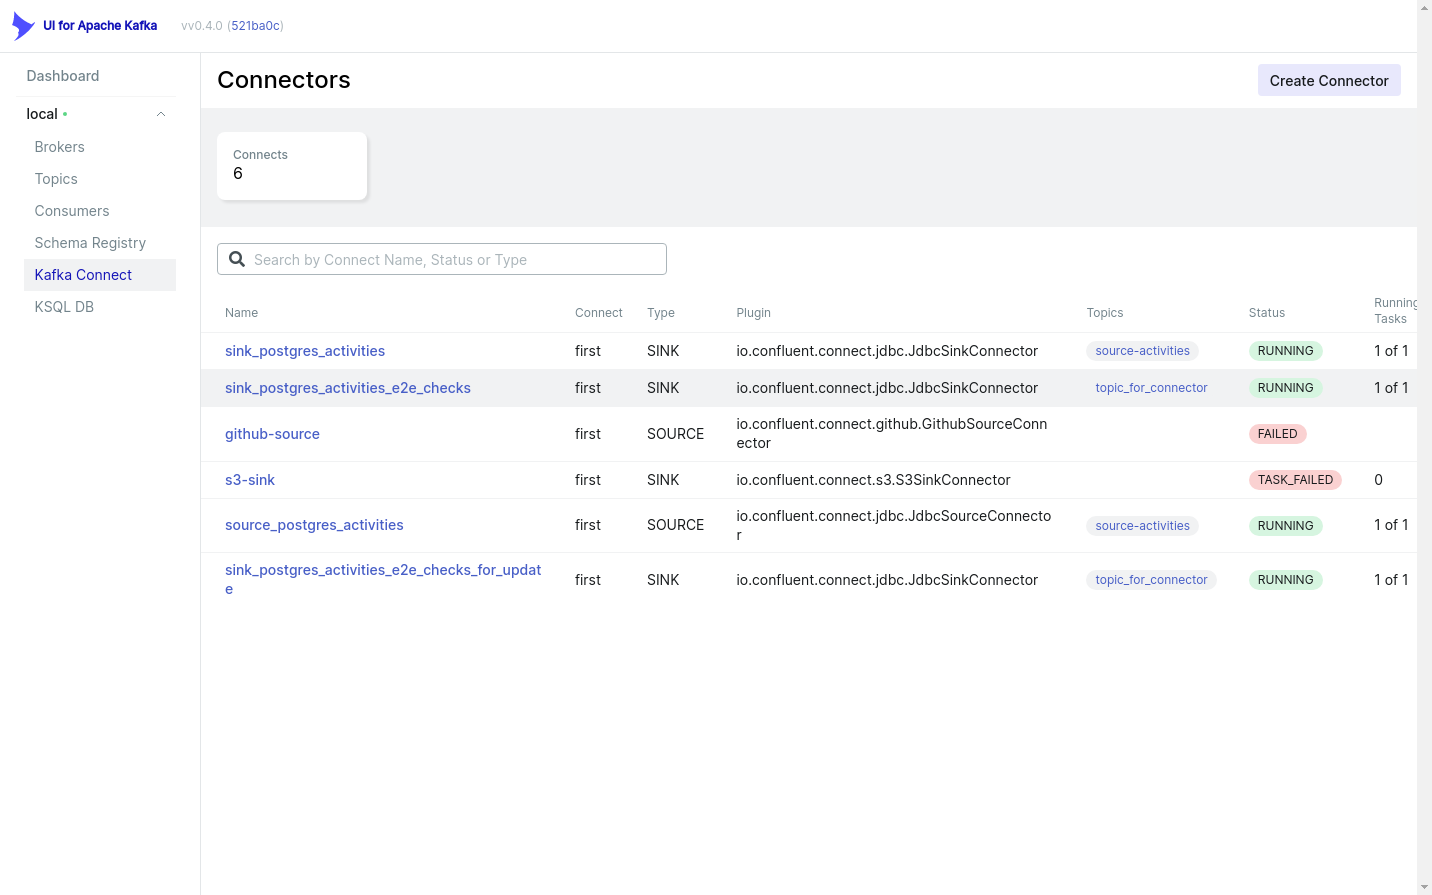 UI for Apache Kafka
vv0.4.0 (521ba0c)
Dashboard
local
Brokers
Topics
Consumers
Schema Registry
Kafka Connect
KSQL DB
Connectors
Create Connector
Connects
6
Search by Connect Name, Status or Type
Name Connect Type Plugin Topics Status Running Tasks
sink_postgres_activities first SINK io.confluent.connect.jdbc.JdbcSinkConnector source-activities RUNNING 1 of 1
sink_postgres_activities_e2e_checks first SINK io.confluent.connect.jdbc.JdbcSinkConnector topic_for_connector RUNNING 1 of 1
github-source first SOURCE io.confluent.connect.github.GithubSourceConn
ector FAILED
s3-sink first SINK io.confluent.connect.s3.S3SinkConnector TASK_FAILED 0
source_postgres_activities first SOURCE io.confluent.connect.jdbc.JdbcSourceConnecto
r source-activities RUNNING 1 of 1
sink_postgres_activities_e2e_checks_for_updat
e first SINK io.confluent.connect.jdbc.JdbcSinkConnector topic_for_connector RUNNING 1 of 1